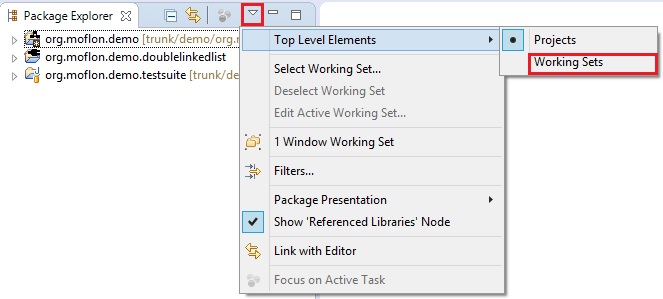 Package Explorer
org.moflon.demo [trunk/demo/org.m
org.moflon.demo.doublelinkedlist
org.moflon.demo.testsuite [trunk/de
Top Level Elements
Projects
Working Sets
Select Working Set...
Deselect Working Set
Edit Active Working Set...
1 Window Working Set
Filters...
Package Presentation
Show 'Referenced Libraries' Node
Link with Editor
Focus on Active Task